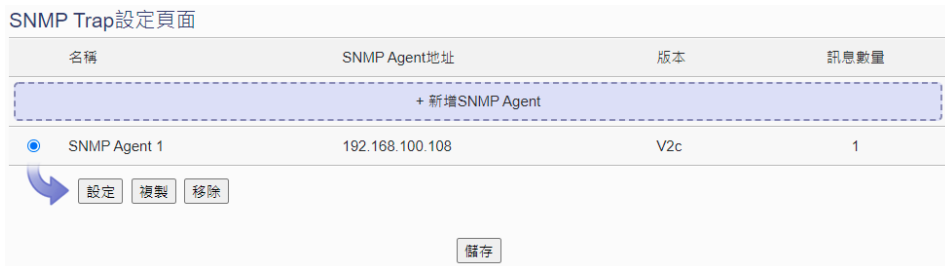 SNMP Trap設定頁面
名稱 SNMP Agent地址 版本 訊息數量
+ 新增SNMP Agent
SNMP Agent 1 192.168.100.108 V2c 1
設定 複製 移除
儲存